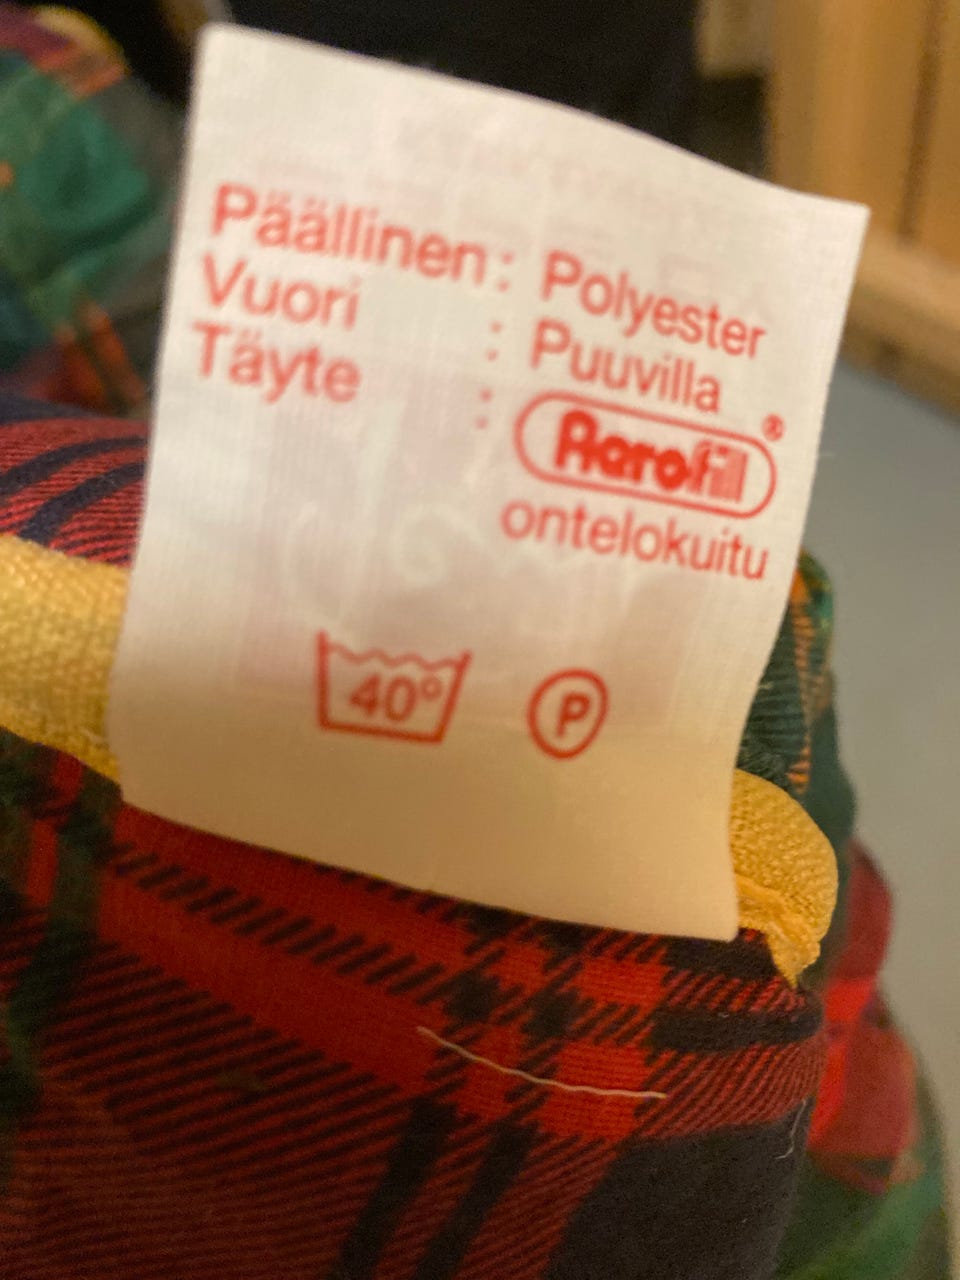 Päällinen : Polyester
Vuori : Puuvilla
Täyte : Aerofill®
ontelokuitu
40° P